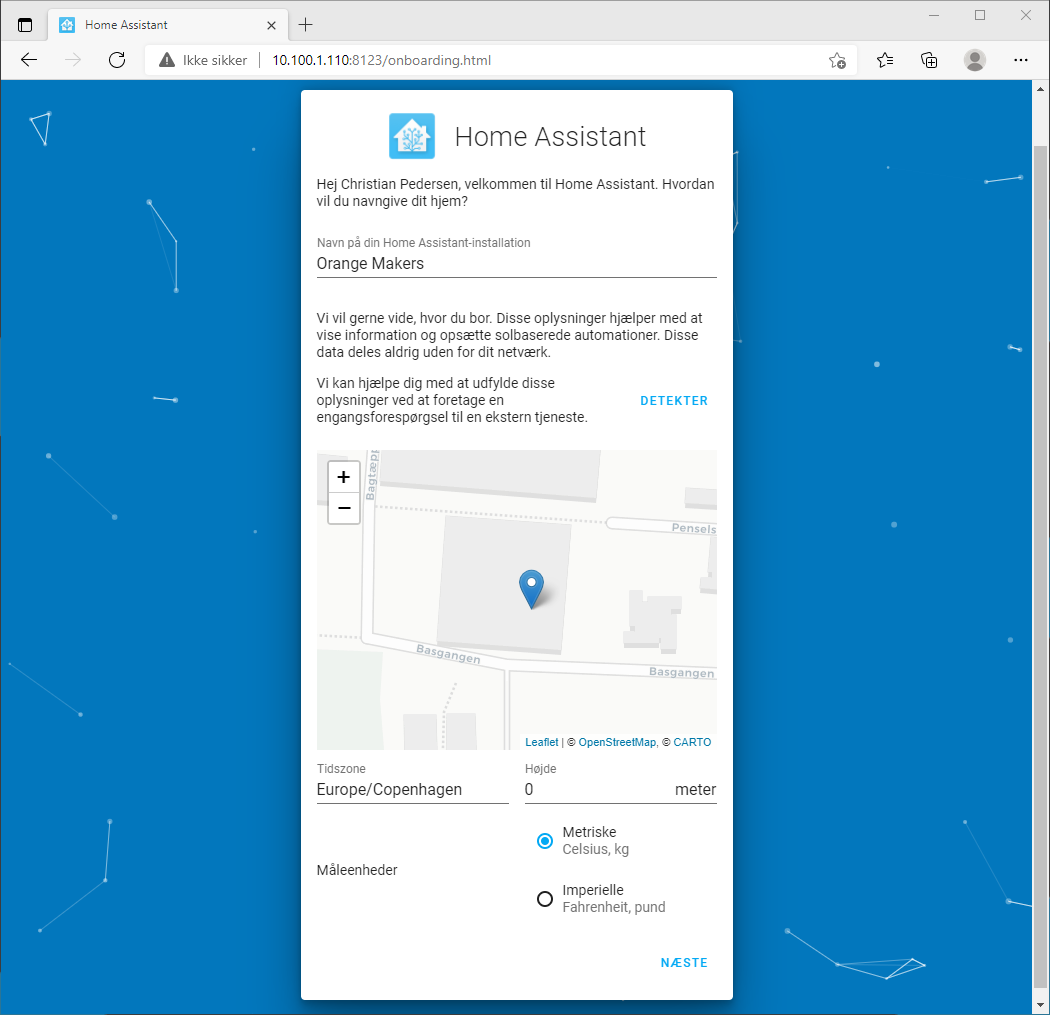 Home Assistant
Ikke sikker
10.100.1.110:8123/onboarding.html
Home Assistant
Hej Christian Pedersen, velkommen til Home Assistant. Hvordan
vil du navngive dit hjem?
Navn på din Home Assistant-installation
Orange Makers
Vi vil gerne vide, hvor du bor. Disse oplysninger hjælper med at
vise information og opsætte solbaserede automationer. Disse
data deles aldrig uden for dit netværk.
Vi kan hjælpe dig med at udfylde disse
oplysninger ved at foretage en
engangsforespørgsel til en ekstern tjeneste.
DETEKTER
+
−
Bagtæpp
Pensels
Basgangen
Basgangen
Leaflet | © OpenStreetMap, © CARTO
Tidszone
Europe/Copenhagen
Højde
0 meter
Måleenheder
Metriske
Celsius, kg
Imperielle
Fahrenheit, pund
NÆSTE